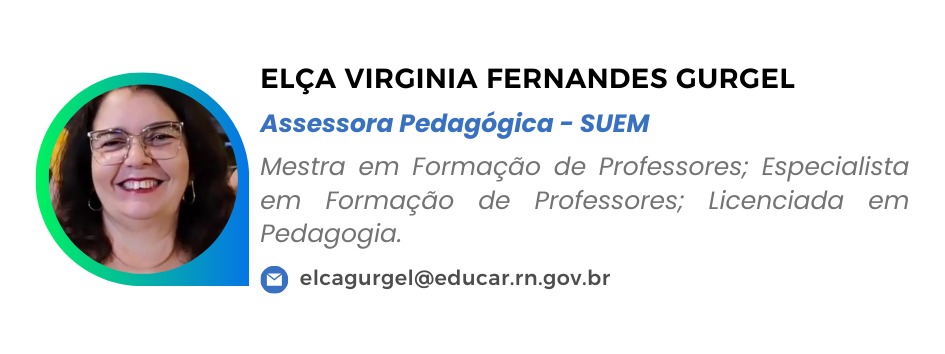 ELÇA VIRGINIA FERNANDES GURGEL
Assessora Pedagógica - SUEM
Mestra em Formação de Professores; Especialista
em Formação de Professores; Licenciada em
Pedagogia.
elcagurgel@educar.rn.gov.br